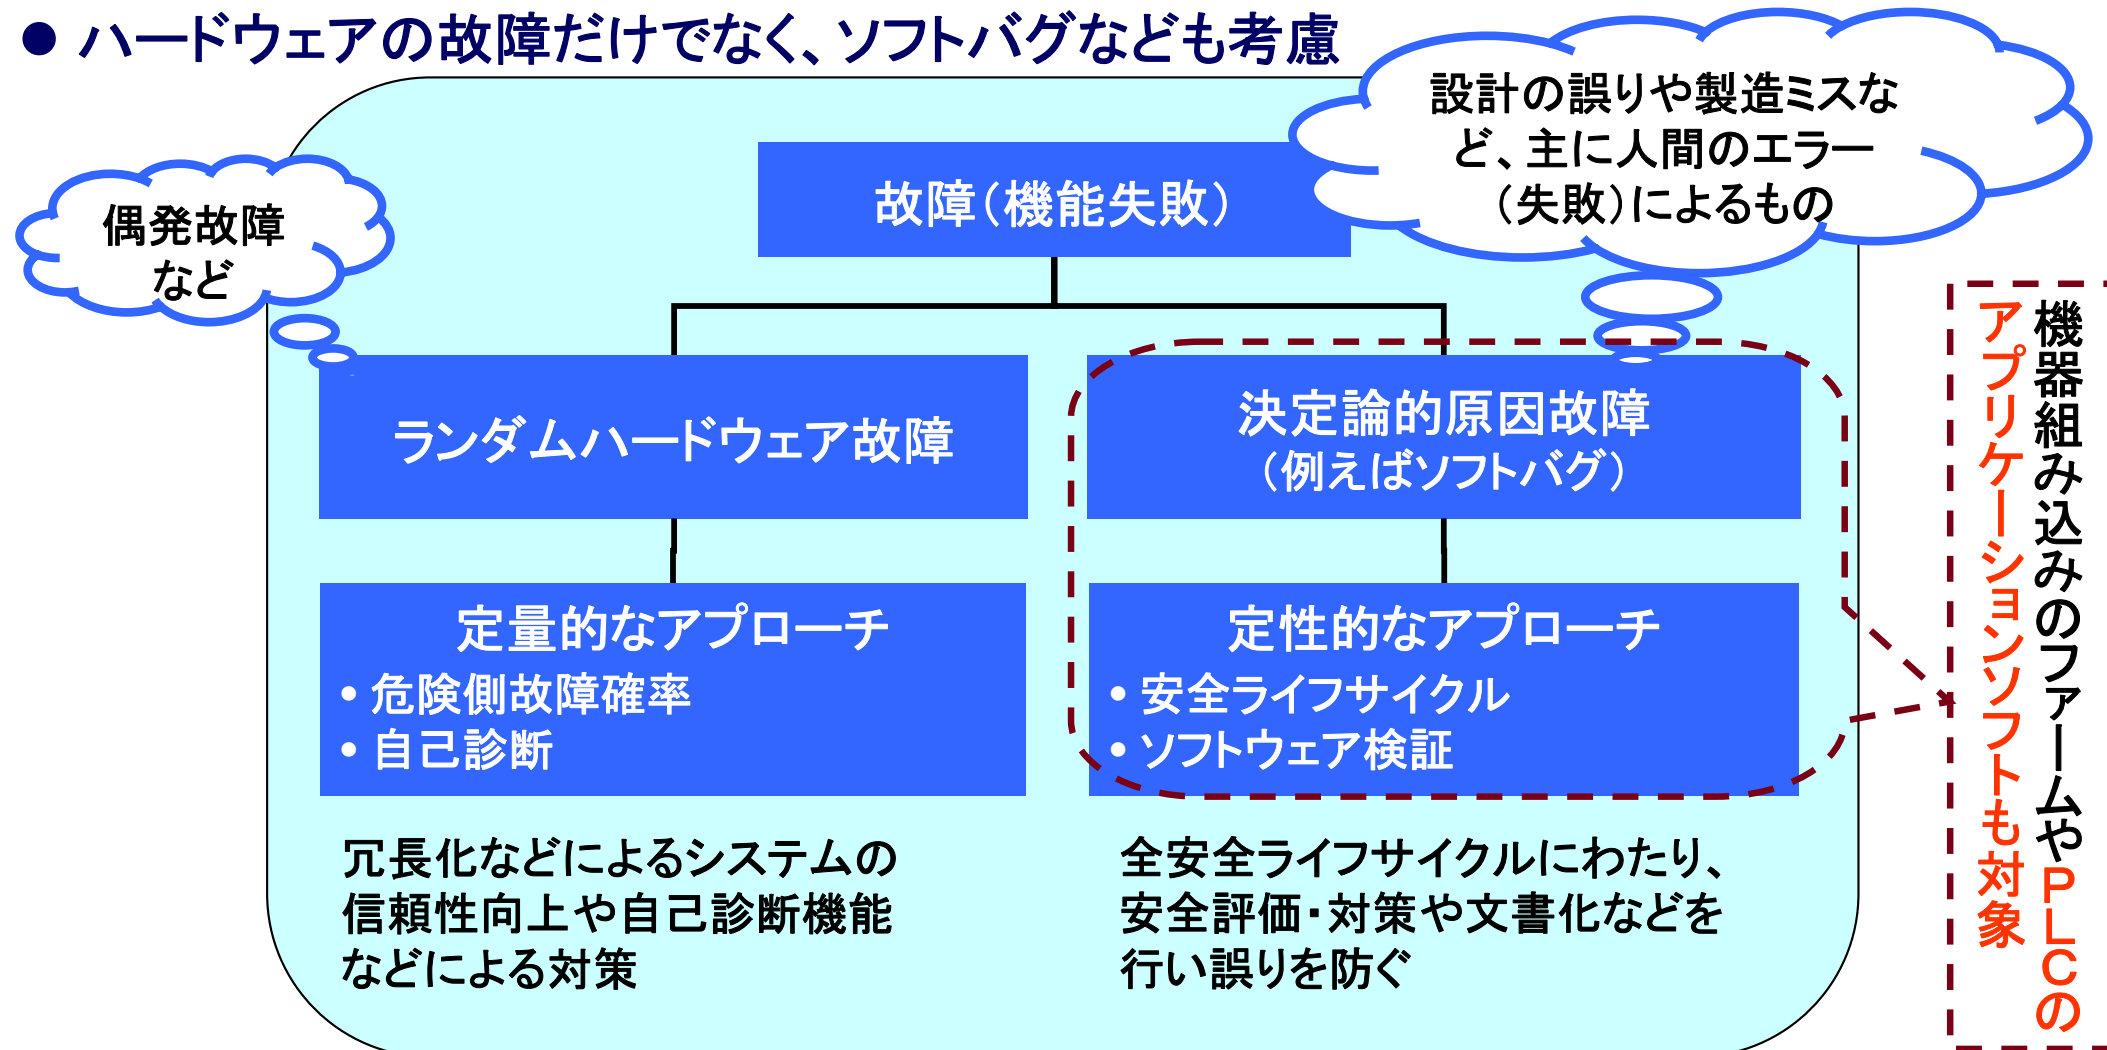 ● ハードウェアの故障だけでなく、ソフトバグなども考慮
設計の誤りや製造ミスな
ど、主に人間のエラー
（失敗）によるもの
偶発故障
など
故障（機能失敗）
ランダムハードウェア故障
決定論的原因故障
（例えばソフトバグ）
定量的なアプローチ
• 危険側故障確率
• 自己診断
定性的なアプローチ
• 安全ライフサイクル
• ソフトウェア検証
冗長化などによるシステムの
信頼性向上や自己診断機能
などによる対策
全安全ライフサイクルにわたり、
安全評価・対策や文書化などを
行い誤りを防ぐ
機器組み込みのファームやPLCの
アプリケーションソフトも対象